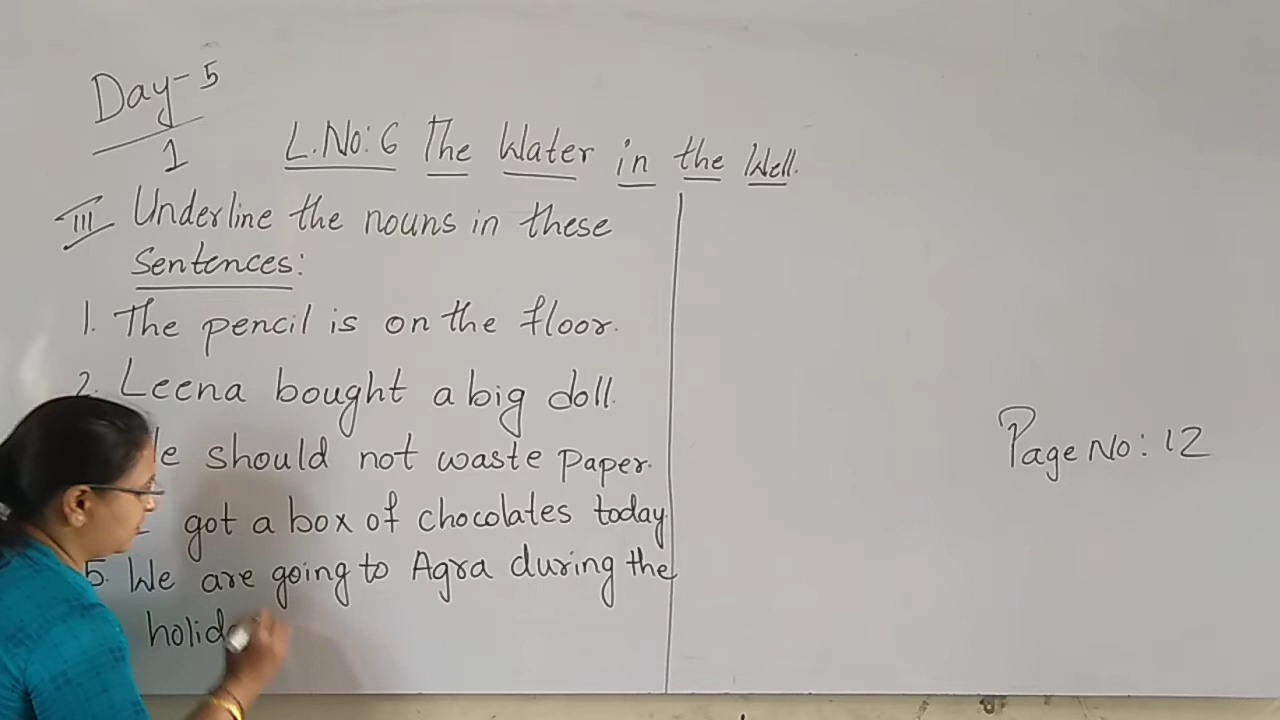 Day-5
1
L.No:6 The Water in the Well.
III Underline the nouns in these
Sentences:
1. The pencil is on the floor.
2. Leena bought a big doll.
should not waste paper.
got a box of chocolates today.
5. We are going to Agra during the
Page No: 12